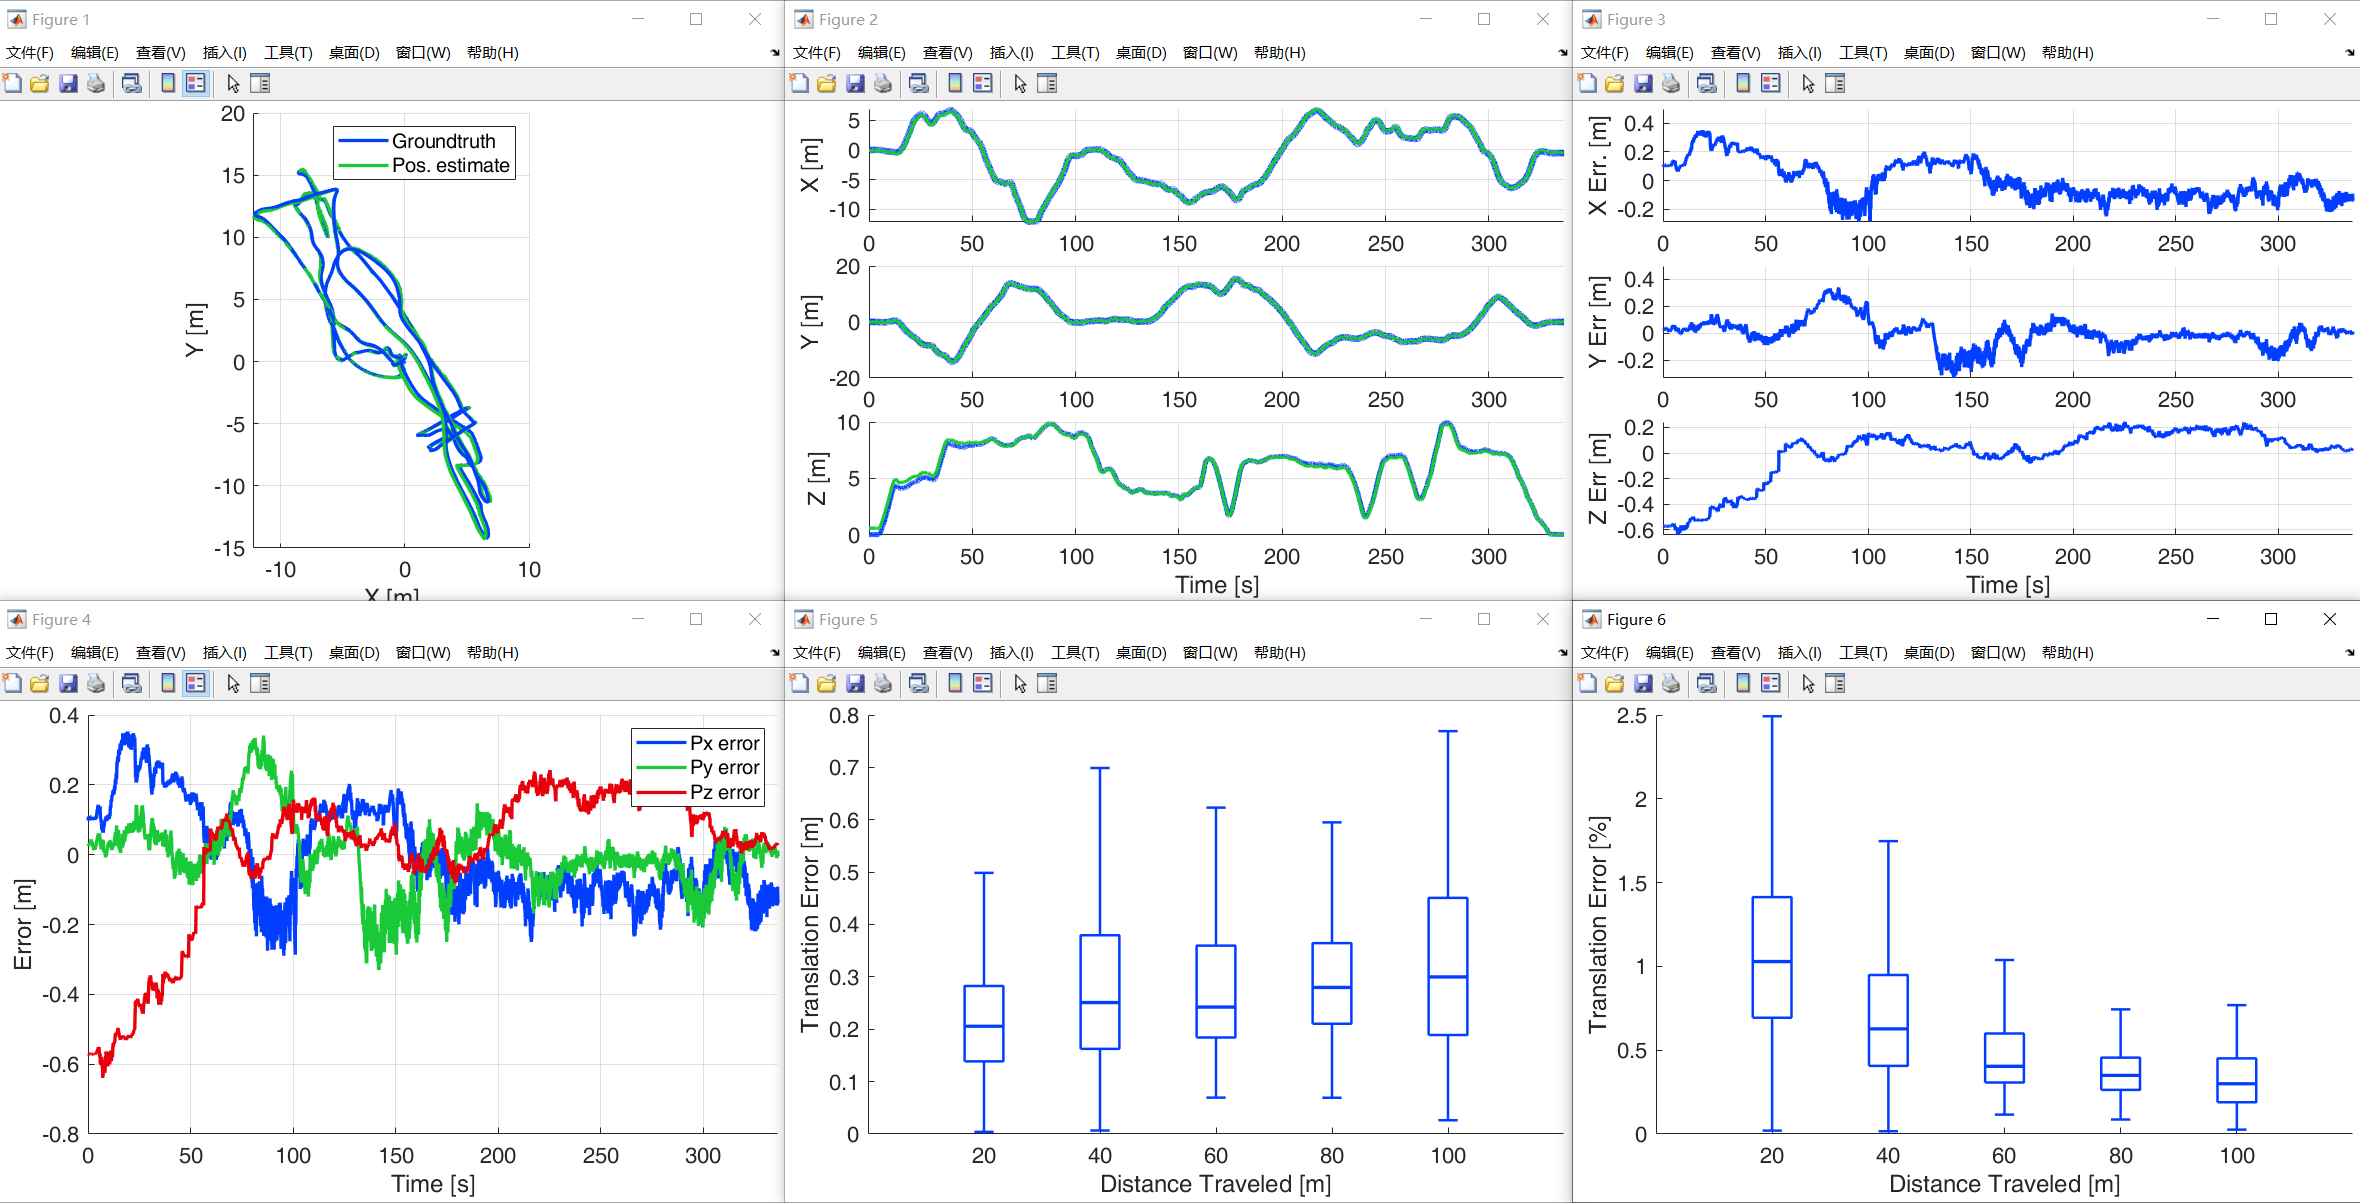 Figure 1
文件(F) 编辑(E) 查看(V) 插入(I) 工具(T) 桌面(D) 窗口(W) 帮助(H)
Groundtruth
Pos. estimate
20
15
10
5
0
-5
-10
-15
Y [m]
-10 0 10
X [m]
Figure 2
文件(F) 编辑(E) 查看(V) 插入(I) 工具(T) 桌面(D) 窗口(W) 帮助(H)
X [m]
5
0
-5
-10
0 50 100 150 200 250 300
Y [m]
20
0
-20
0 50 100 150 200 250 300
Z [m]
10
5
0
0 50 100 150 200 250 300
Time [s]
Figure 3
文件(F) 编辑(E) 查看(V) 插入(I) 工具(T) 桌面(D) 窗口(W) 帮助(H)
X Err. [m]
0.4
0.2
0
-0.2
0 50 100 150 200 250 300
Y Err [m]
0.4
0.2
0
-0.2
0 50 100 150 200 250 300
Z Err [m]
0.2
0
-0.2
-0.4
-0.6
0 50 100 150 200 250 300
Time [s]
Figure 4
文件(F) 编辑(E) 查看(V) 插入(I) 工具(T) 桌面(D) 窗口(W) 帮助(H)
Px error
Py error
Pz error
0.4
0.2
0
-0.2
-0.4
-0.6
-0.8
Error [m]
0 50 100 150 200 250 300
Time [s]
Figure 5
文件(F) 编辑(E) 查看(V) 插入(I) 工具(T) 桌面(D) 窗口(W) 帮助(H)
0.8
0.7
0.6
0.5
0.4
0.3
0.2
0.1
0
Translation Error [m]
20 40 60 80 100
Distance Traveled [m]
Figure 6
文件(F) 编辑(E) 查看(V) 插入(I) 工具(T) 桌面(D) 窗口(W) 帮助(H)
2.5
2
1.5
1
0.5
0
Translation Error [%]
20 40 60 80 100
Distance Traveled [m]